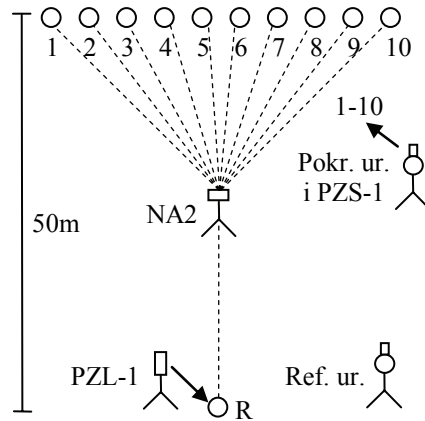 1 2 3 4 5 6 7 8 9 10
1-10
Pokr. ur.
i PZS-1
NA2
50m
PZL-1
Ref. ur.
R